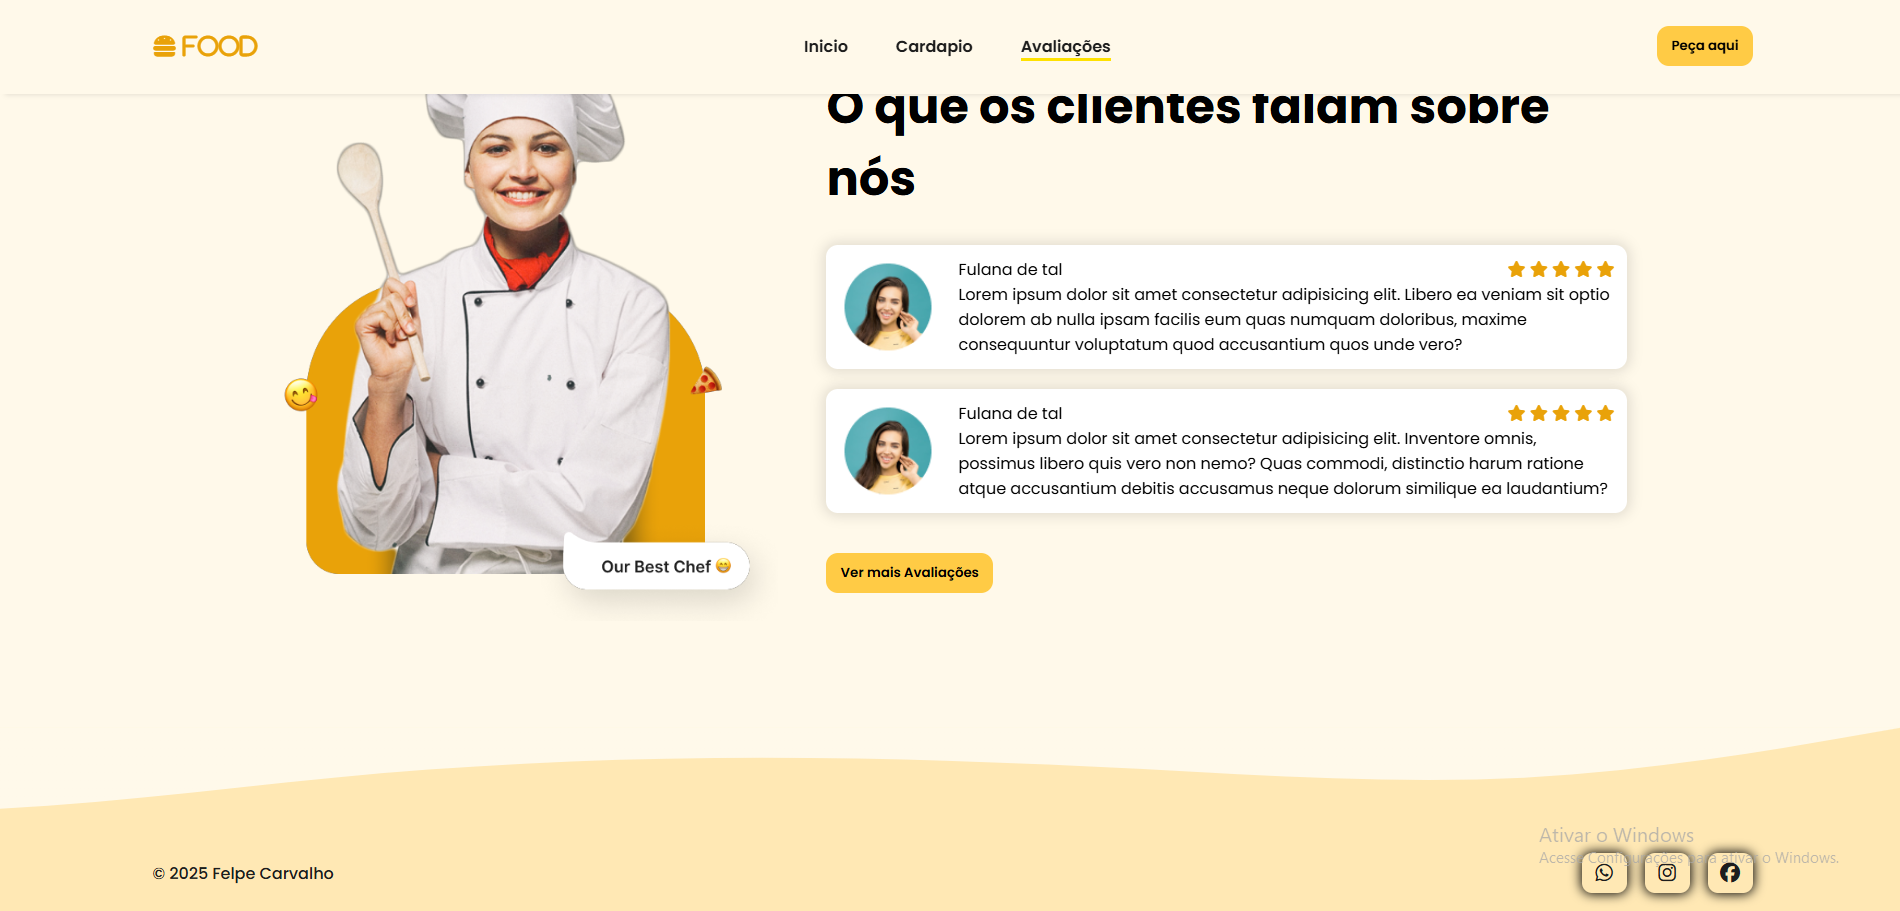 FOOD
Inicio
Cardapio
Avaliações
Peça aqui
O que os clientes falam sobre
nós
Fulana de tal
Lorem ipsum dolor sit amet consectetur adipisicing elit. Libero ea veniam sit optio
dolorem ab nulla ipsam facilis eum quas numquam doloribus, maxime
consequuntur voluptatum quod accusantium quos unde vero?
Fulana de tal
Lorem ipsum dolor sit amet consectetur adipisicing elit. Inventore omnis,
possimus libero quis vero non nemo? Quas commodi, distinctio harum ratione
atque accusantium debitis accusamus neque dolorum similique ea laudantium?
Our Best Chef 😁
Ver mais Avaliações
© 2025 Felpe Carvalho
Ativar o Windows
Acesse Configurações para ativar o Windows.